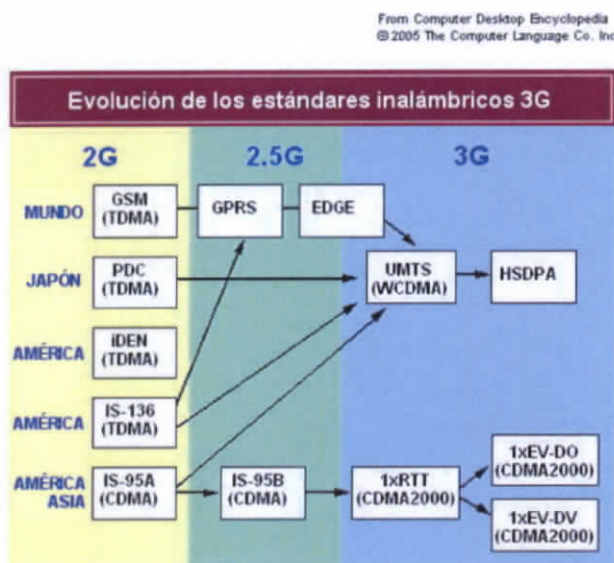 From Computer Desktop Encyclopedia
© 2005 The Computer Language Co. Inc
Evolución de los estándares inalámbricos 3G
2G
2.5G
3G
MUNDO
GSM
(TDMA)
GPRS
EDGE
JAPÓN
PDC
(TDMA)
UMTS
(WCDMA)
HSDPA
AMÉRICA
iDEN
(TDMA)
AMÉRICA
IS-136
(TDMA)
AMÉRICA
ASIA
IS-95A
(CDMA)
IS-95B
(CDMA)
1xRTT
(CDMA2000)
1xEV-DO
(CDMA2000)
1xEV-DV
(CDMA2000)